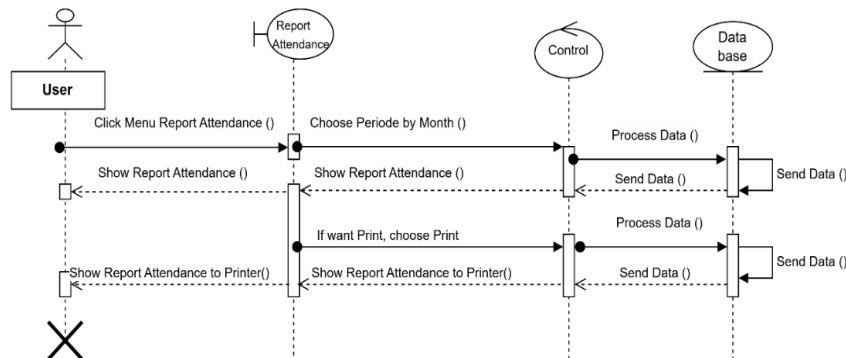 Report
Attendance
Control
Data
base
User
Click Menu Report Attendance ()
Choose Periode by Month ()
Process Data ()
Show Report Attendance ()
Show Report Attendance ()
Send Data ()
Send Data ()
If want Print, choose Print
Process Data ()
Show Report Attendance to Printer()
Show Report Attendance to Printer()
Send Data ()
Send Data ()